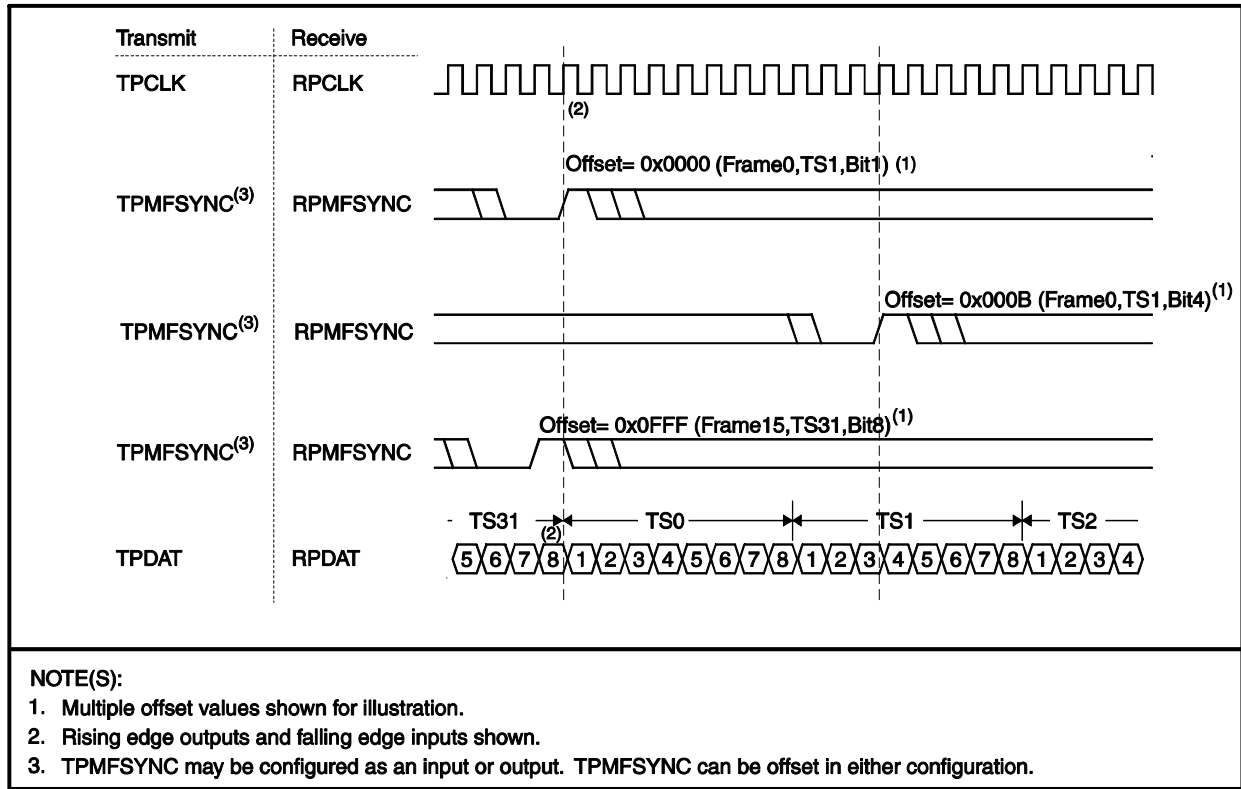 Transmit Receive
TPCLK RPCLK
(2)
Offset= 0x0000 (Frame0,TS1,Bit1) (1)
TPMFSYNC(3) RPMFSYNC
Offset= 0x000B (Frame0,TS1,Bit4)(1)
TPMFSYNC(3) RPMFSYNC
Offset= 0x0FFF (Frame15,TS31,Bit8)(1)
TPMFSYNC(3) RPMFSYNC
TS31 TS0 TS1 TS2
(2)
TPDAT RPDAT 5 6 7 8 1 2 3 4 5 6 7 8 1 2 3 4 5 6 7 8 1 2 3 4
NOTE(S):
1. Multiple offset values shown for illustration.
2. Rising edge outputs and falling edge inputs shown.
3. TPMFSYNC may be configured as an input or output. TPMFSYNC can be offset in either configuration.